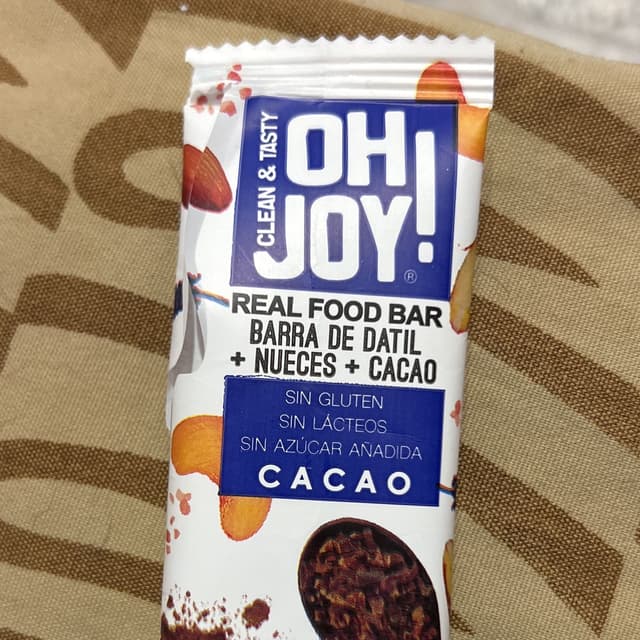 CLEAN & TASTY
OH
JOY!
®
REAL FOOD BAR
BARRA DE DATIL
+ NUECES + CACAO
SIN GLUTEN
SIN LÁCTEOS
SIN AZÚCAR AÑADIDA
CACAO